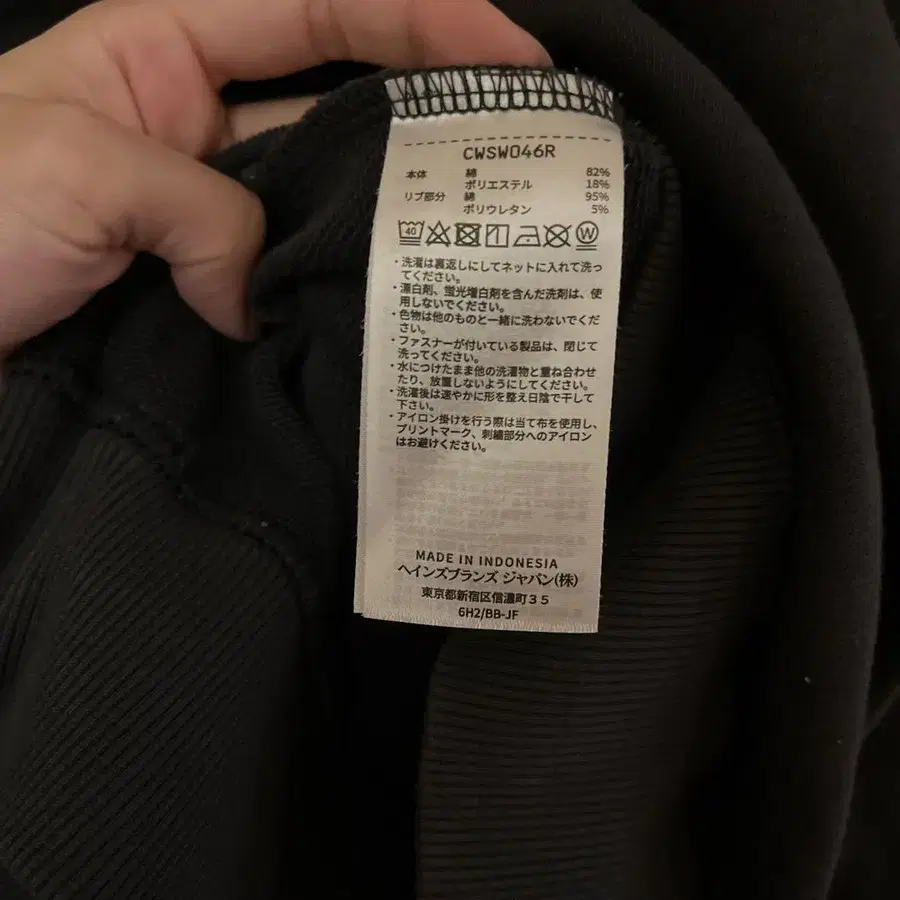 CWSW046R
本体 綿 82%
ポリエステル 18%
リブ部分 綿 95%
ポリウレタン 5%
40 W
・洗濯は裏返しにしてネットに入れて洗っ
てください。
・漂白剤、蛍光増白剤を含んだ洗剤は、使
用しないでください。
・色物は他のものと一緒に洗わないでくだ
さい。
・ファスナーが付いている製品は、閉じて
洗ってください。
・水につけたまま他の洗濯物と重ね合わせ
たり、放置しないようにしてください。
・洗濯後は速やかに形を整え日陰で干して
下さい。
・アイロン掛けを行う際は当て布を使用し、
プリントマーク、刺繍部分へのアイロン
はお避けください。
MADE IN INDONESIA
ヘインズブランズ ジャパン(株)
東京都新宿区信濃町35
6H2/BB-JF